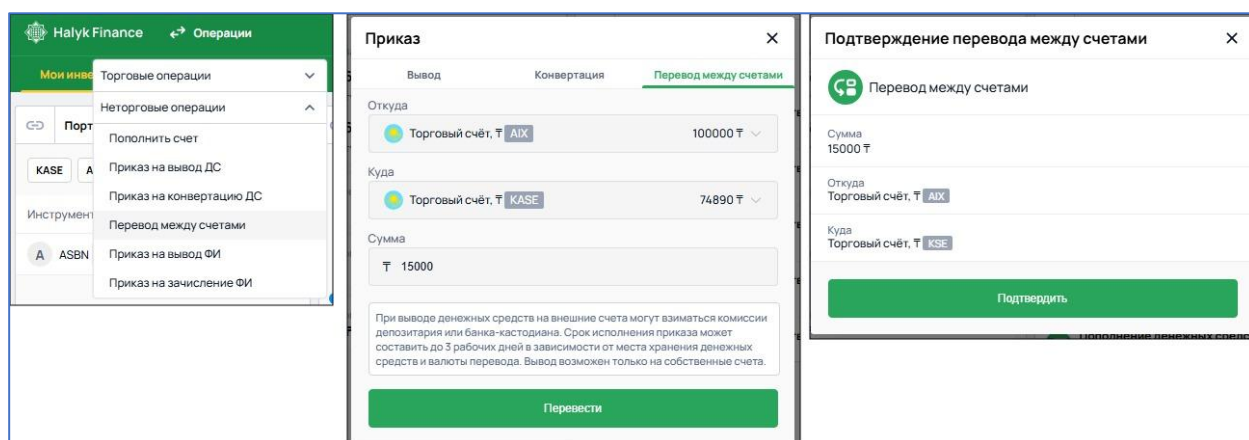 Halyk Finance
Операции
Мои инве
Торговые операции
Неторговые операции
Порт
Пополнить счет
KASE
A
Приказ на вывод ДС
Приказ на конвертацию ДС
Инструмент
Перевод между счетами
A ASBN
Приказ на вывод ФИ
Приказ на зачисление ФИ
Приказ
Вывод Конвертация Перевод между счетами
Откуда
Торговый счёт, ₸ AIX 100000 ₸
Куда
Торговый счёт, ₸ KASE 74890 ₸
Сумма
₸ 15000
При выводе денежных средств на внешние счета могут взиматься комиссии
депозитария или банка-кастодиана. Срок исполнения приказа может
составить до 3 рабочих дней в зависимости от места хранения денежных
средств и валюты перевода. Вывод возможен только на собственные счета.
Перевести
Подтверждение перевода между счетами
Перевод между счетами
Сумма
15000 ₸
Откуда
Торговый счёт, ₸ AIX
Куда
Торговый счёт, ₸ KSE
Подтвердить